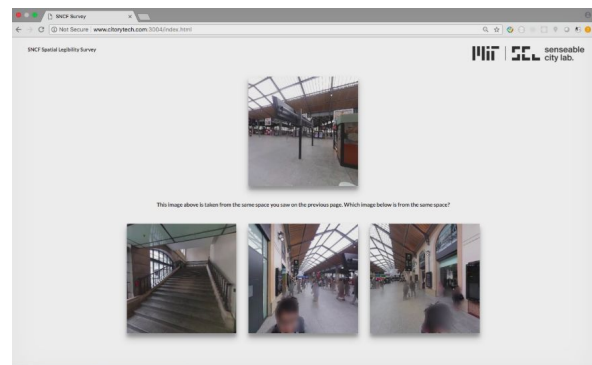 SNCF Survey
Not Secure www.citorytech.com:3004/index.html
SNCF Spatial Legibility Survey
MIT SCL senseable
city lab.
This image above is taken from the same space you saw on the previous page. Which image below is from the same space?